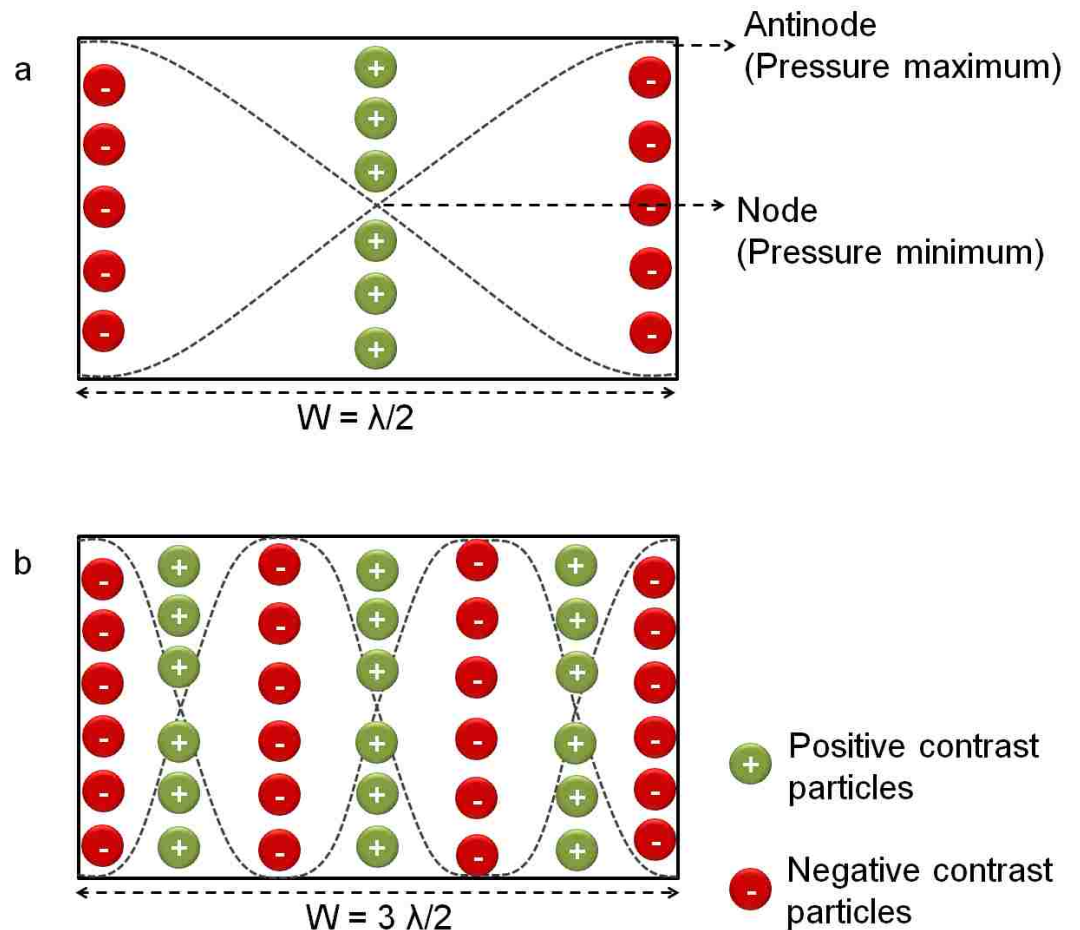 a
Antinode
(Pressure maximum)
Node
(Pressure minimum)
W = λ/2
b
W = 3 λ/2
Positive contrast
particles
Negative contrast
particles